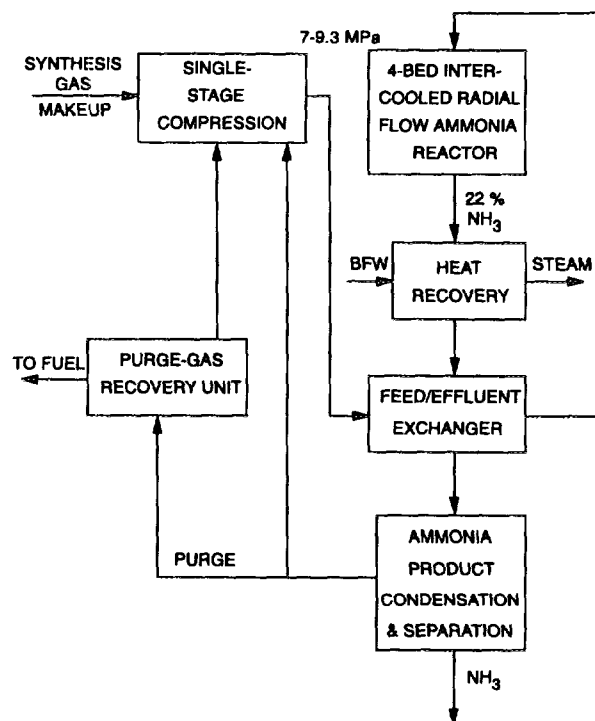 7-9.3 MPa
SYNTHESIS
GAS
MAKEUP
SINGLE-
STAGE
COMPRESSION
4-BED INTER-
COOLED RADIAL
FLOW AMMONIA
REACTOR
22 %
NH3
BFW
HEAT
RECOVERY
STEAM
TO FUEL
PURGE-GAS
RECOVERY UNIT
FEED/EFFLUENT
EXCHANGER
PURGE
AMMONIA
PRODUCT
CONDENSATION
& SEPARATION
NH3